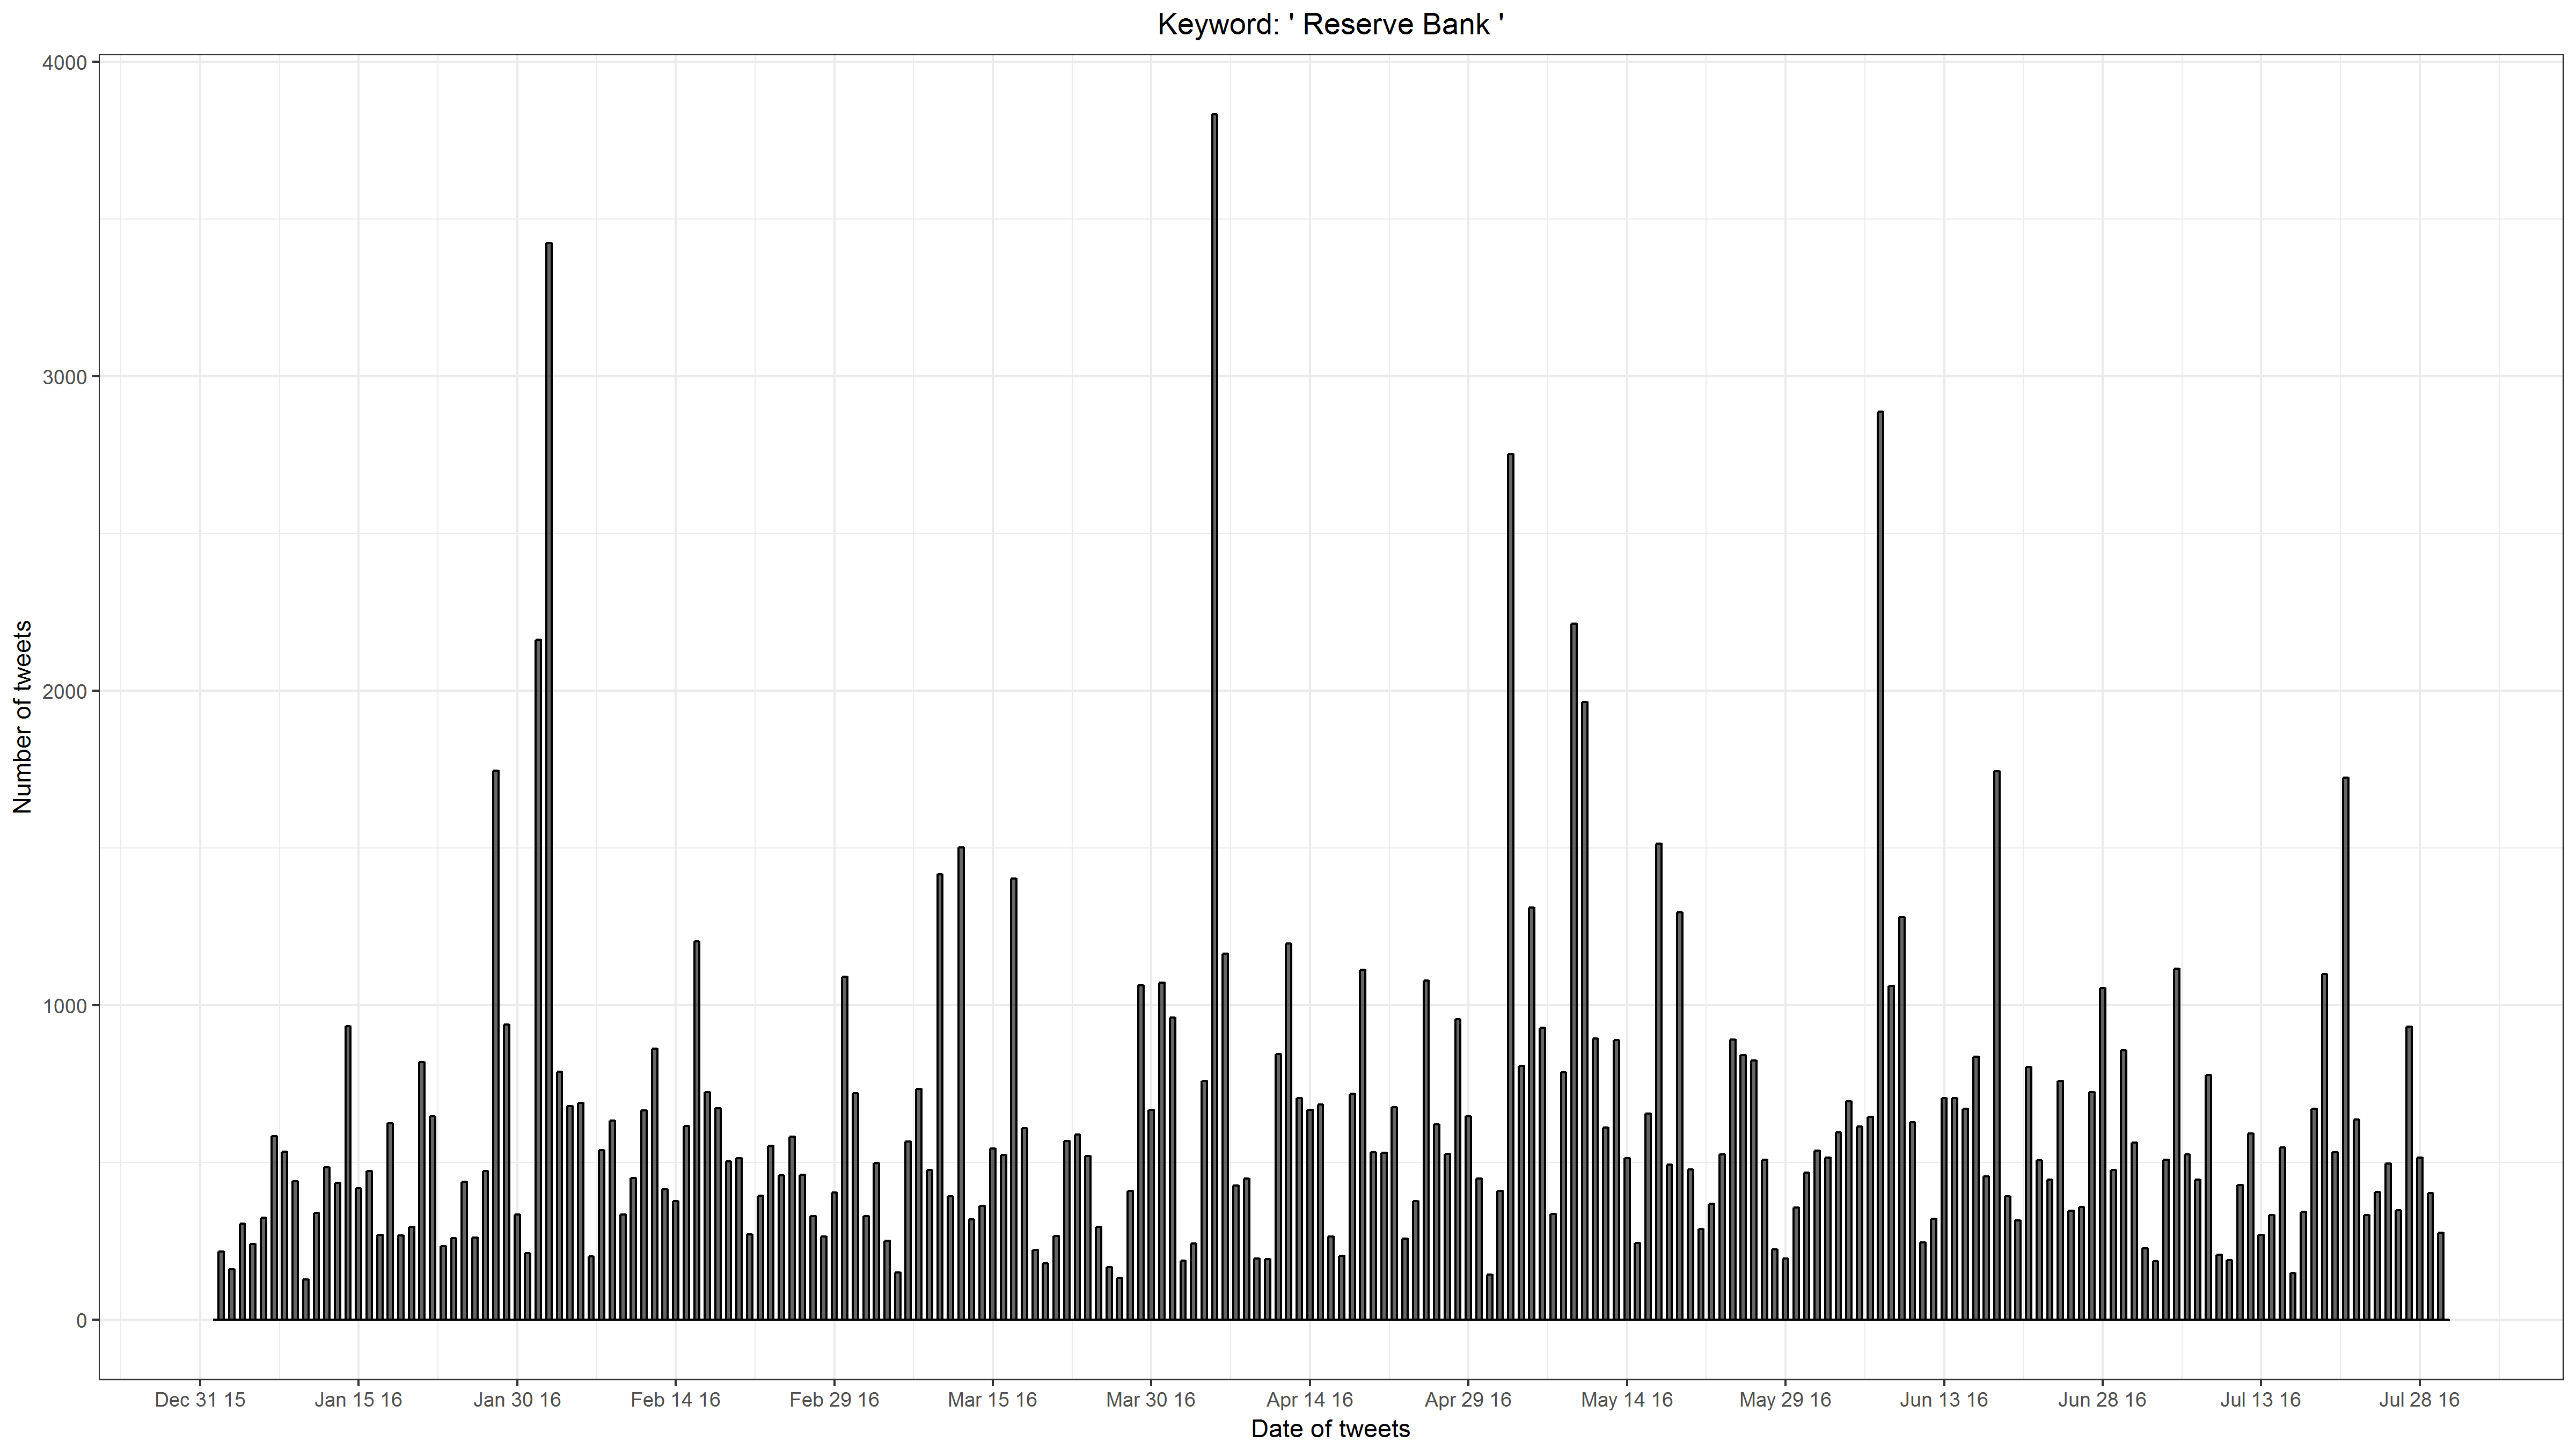 Keyword: ' Reserve Bank '
4000
3000
2000
1000
0
Number of tweets
Dec 31 15 Jan 15 16 Jan 30 16 Feb 14 16 Feb 29 16 Mar 15 16 Mar 30 16 Apr 14 16 Apr 29 16 May 14 16 May 29 16 Jun 13 16 Jun 28 16 Jul 13 16 Jul 28 16
Date of tweets